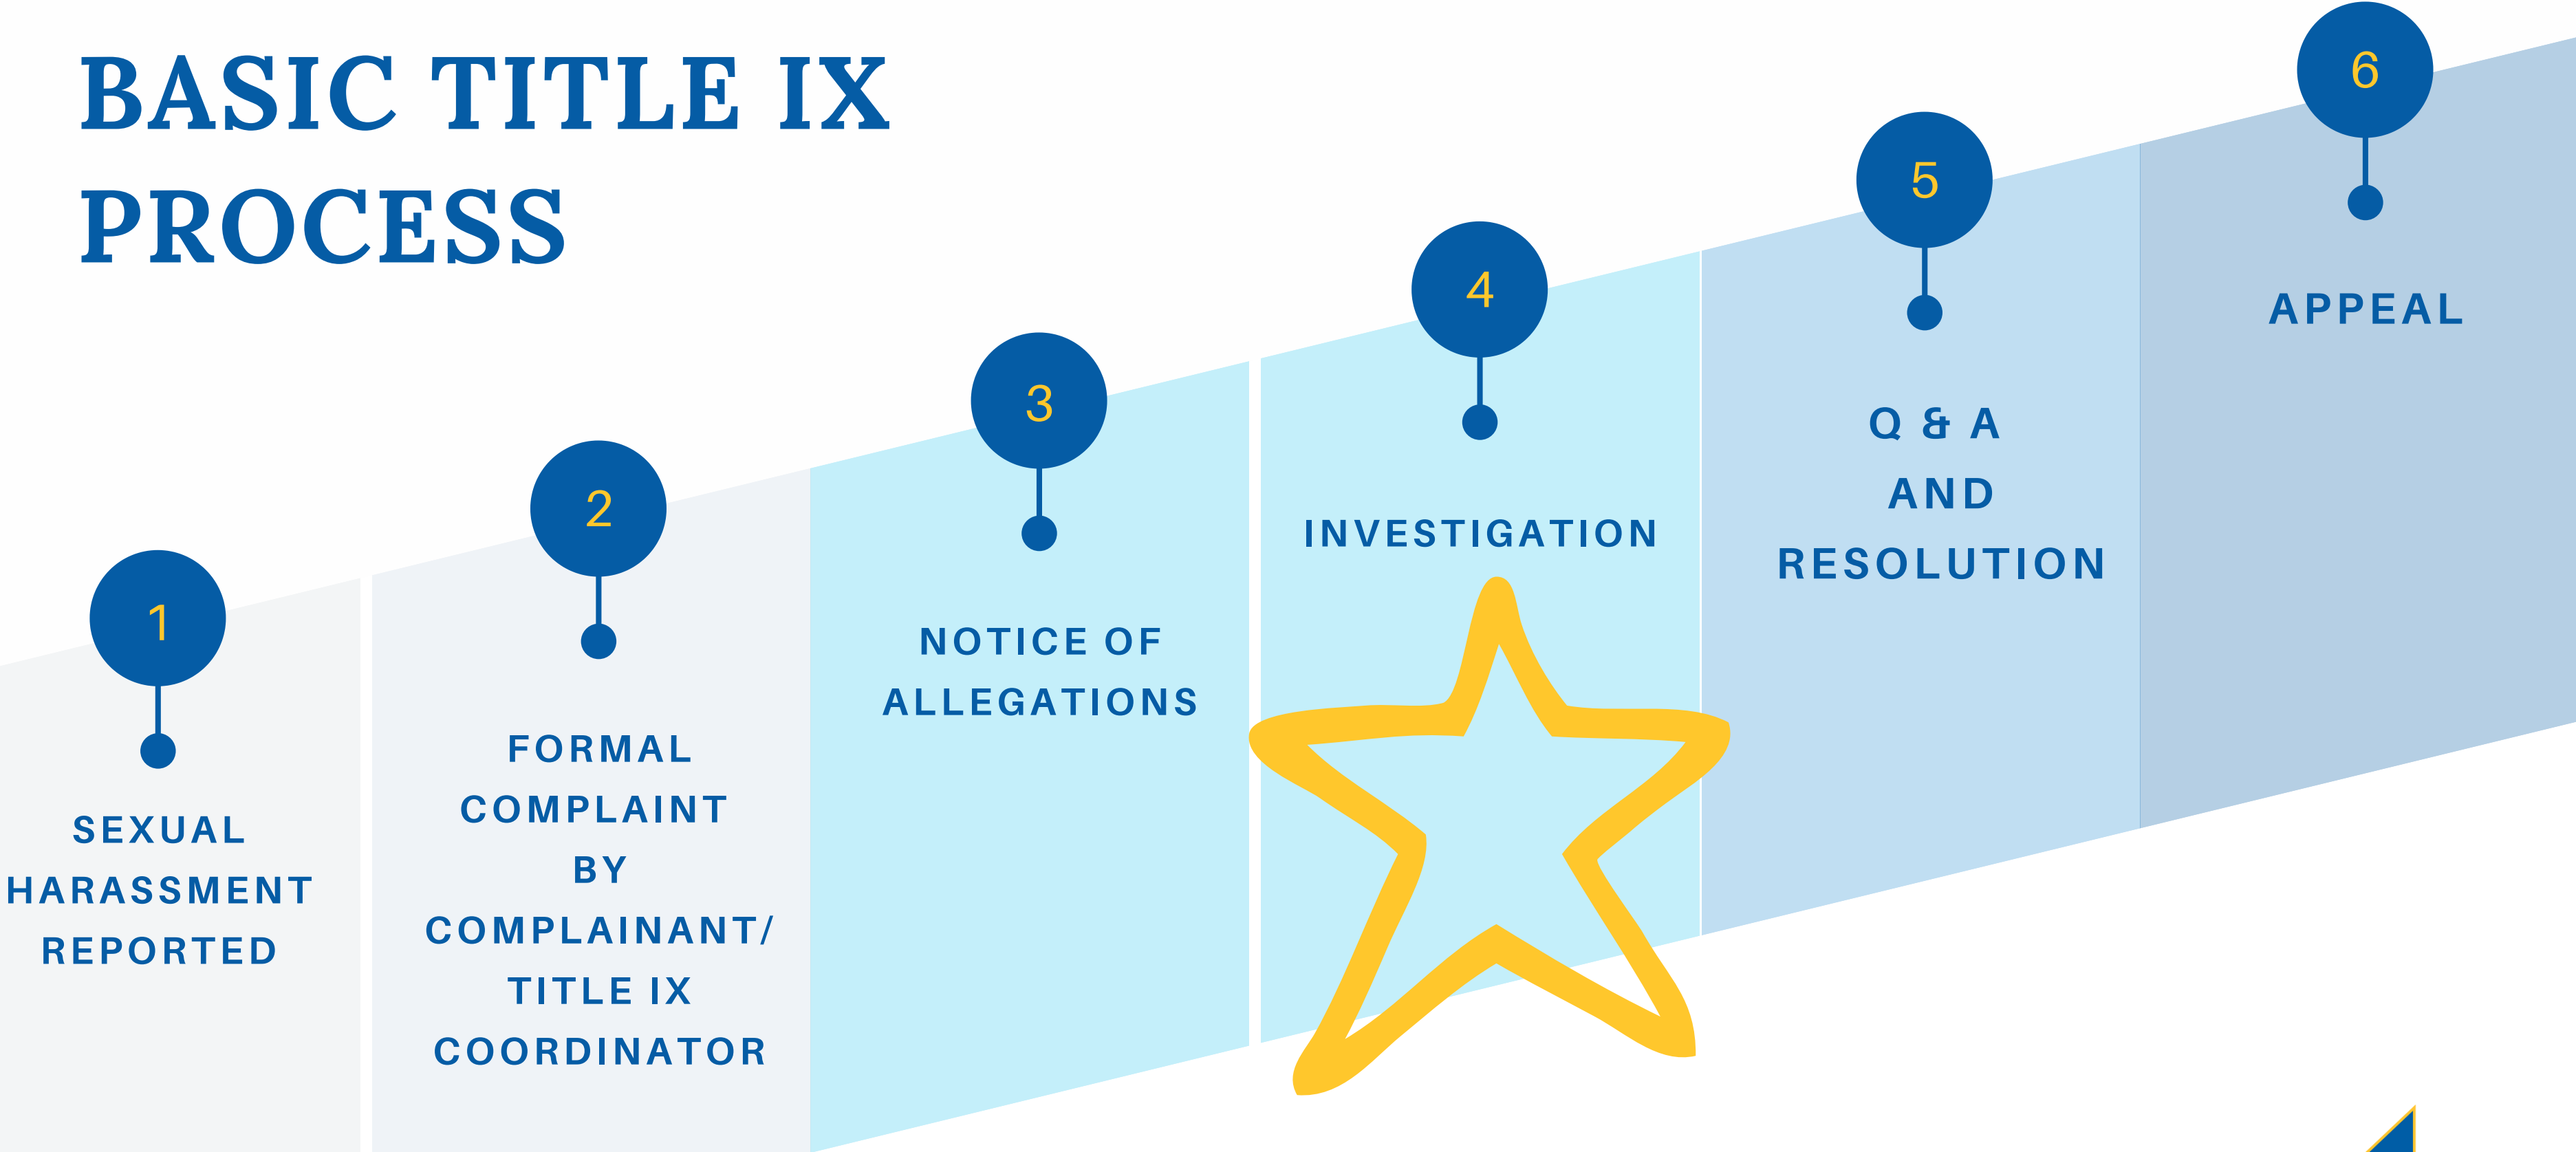 BASIC TITLE IX
PROCESS
1
SEXUAL
HARASSMENT
REPORTED
2
FORMAL
COMPLAINT
BY
COMPLAINANT/
TITLE IX
COORDINATOR
3
NOTICE OF
ALLEGATIONS
4
INVESTIGATION
5
Q & A
AND
RESOLUTION
6
APPEAL